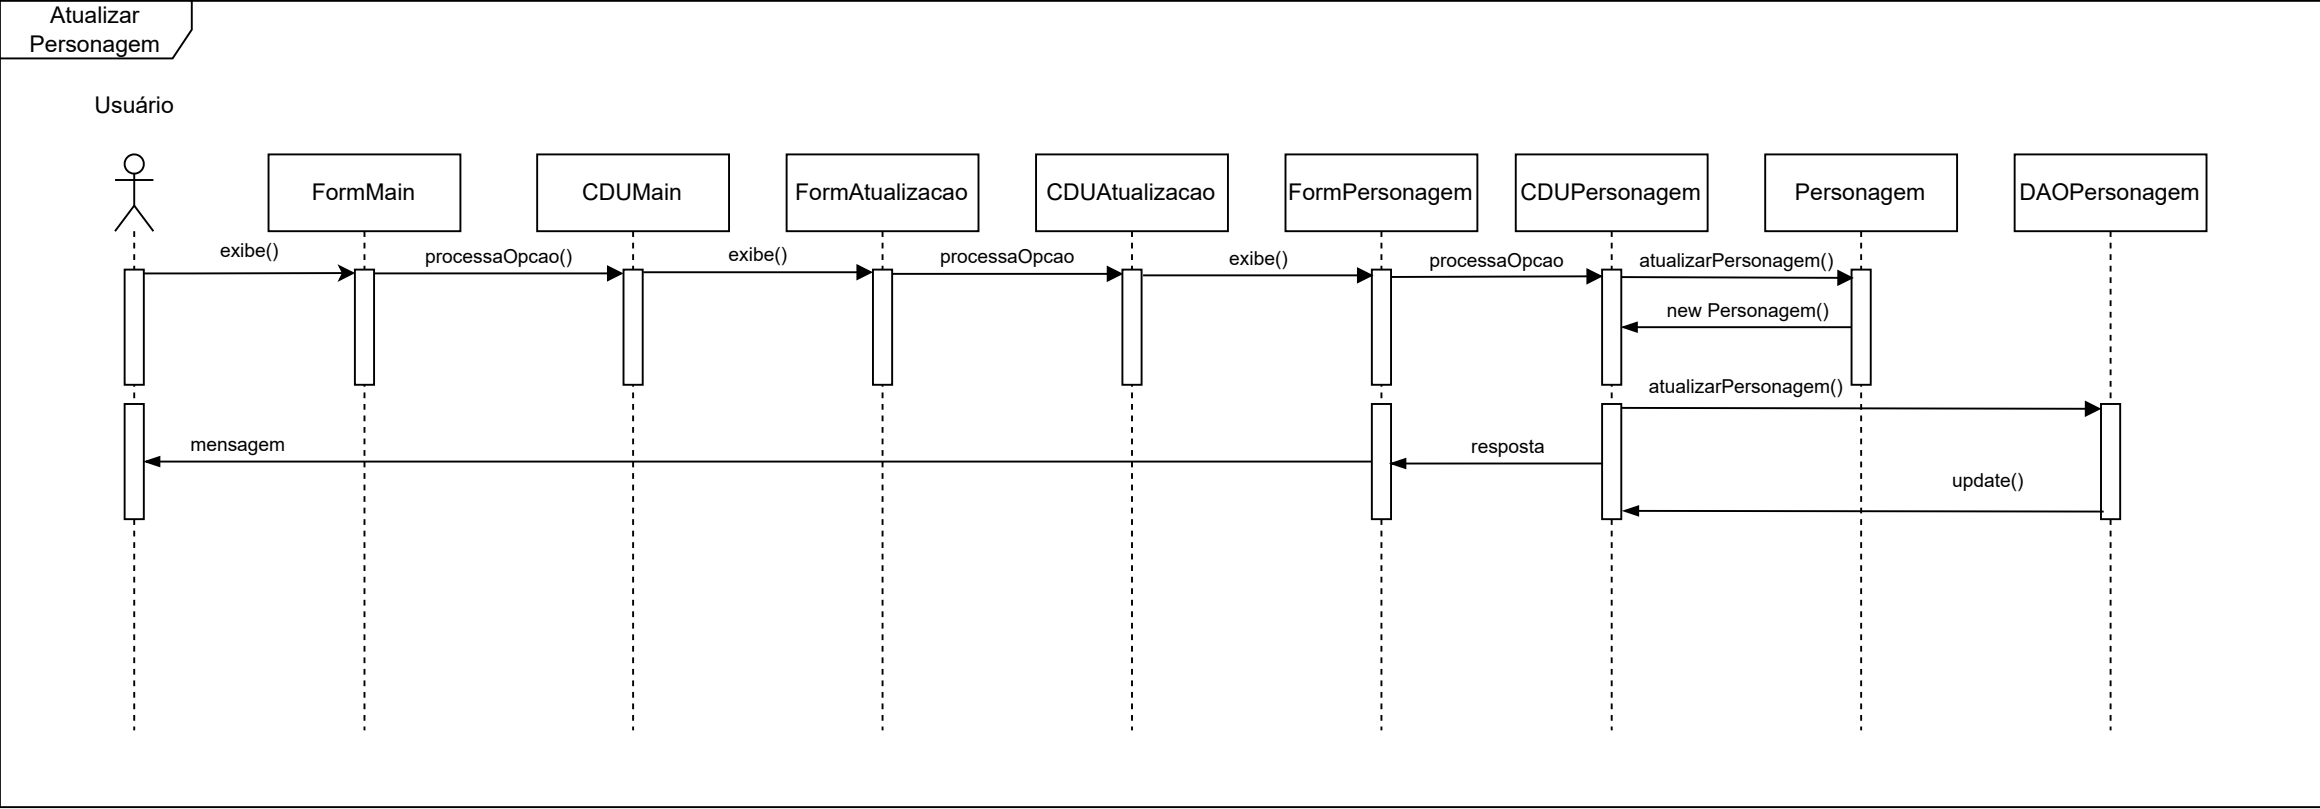 Atualizar
Personagem
Usuário
FormMain
CDUMain
FormAtualizacao
CDUAtualizacao
FormPersonagem
CDUPersonagem
Personagem
DAOPersonagem
exibe()
processaOpcao()
exibe()
processaOpcao
exibe()
processaOpcao
atualizarPersonagem()
new Personagem()
atualizarPersonagem()
mensagem
resposta
update()